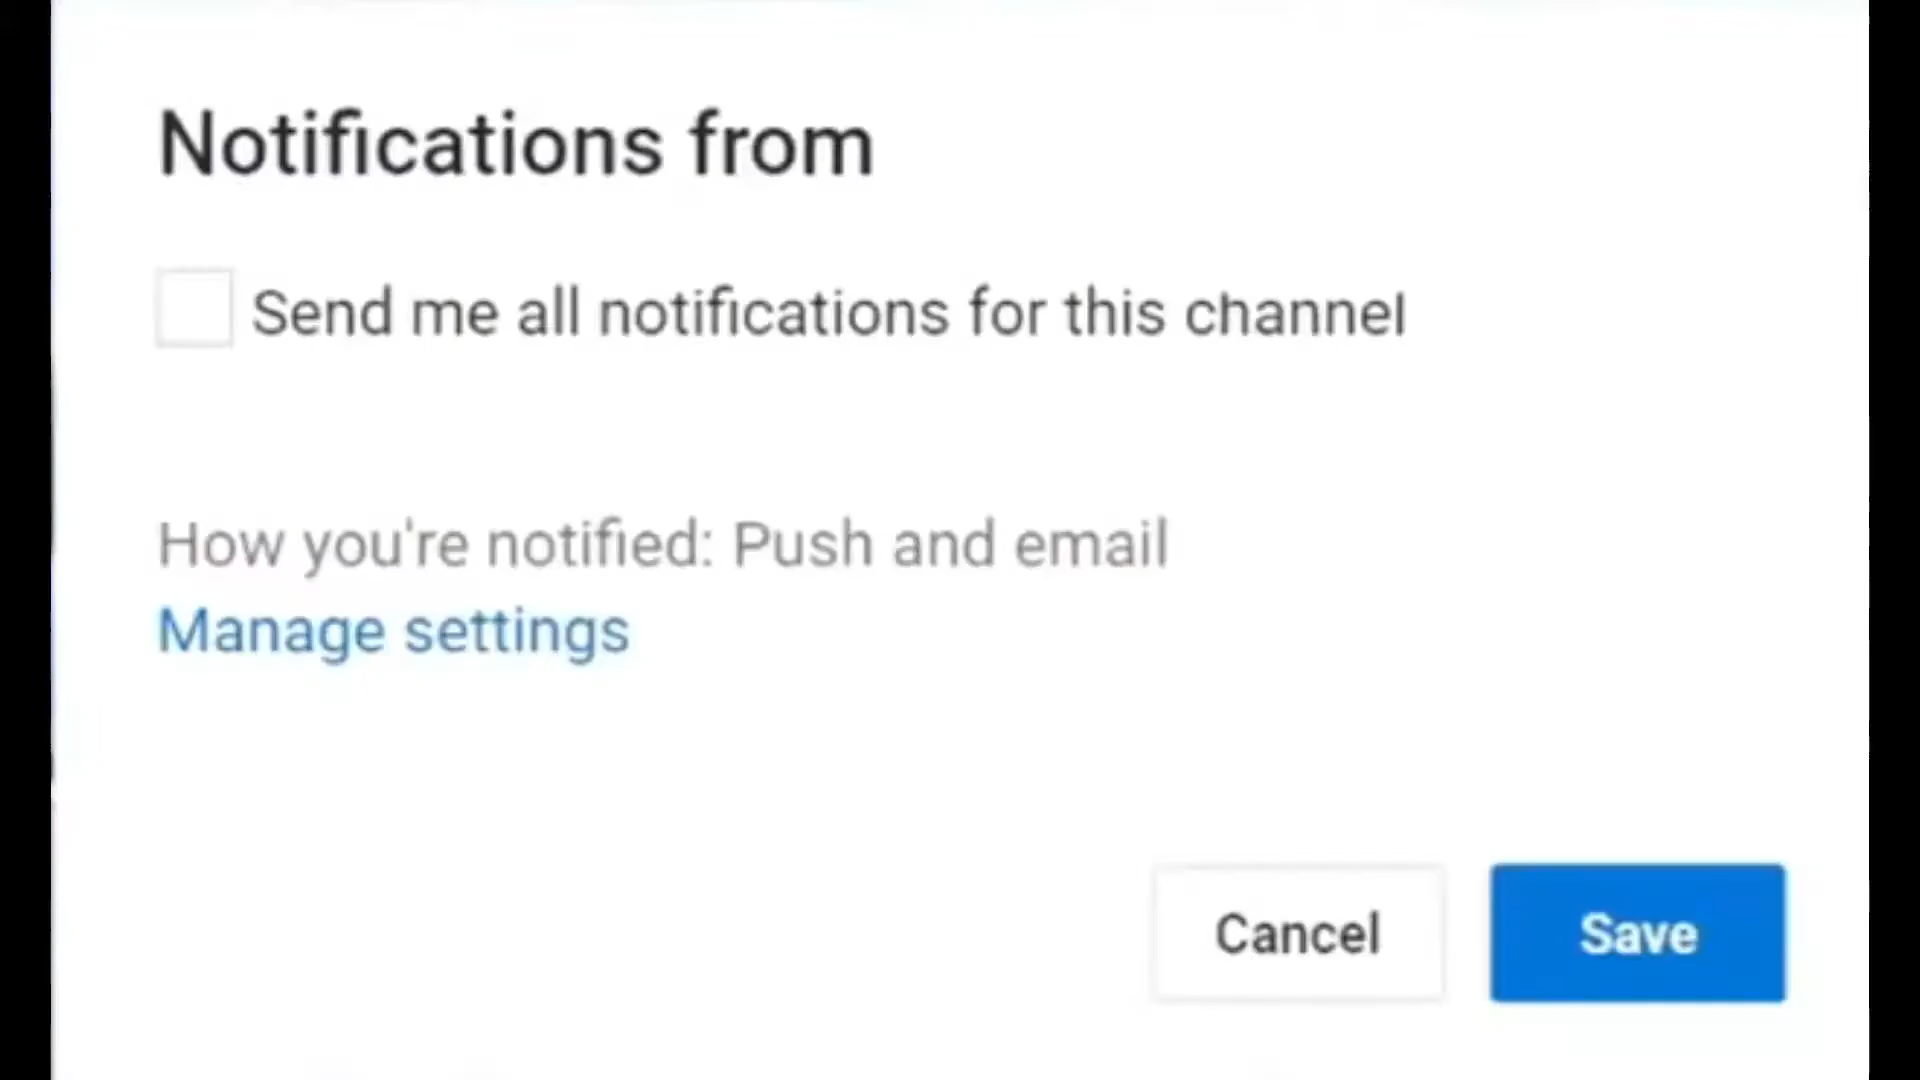 Notifications from
Send me all notifications for this channel
How you're notified: Push and email
Manage settings
Cancel
Save